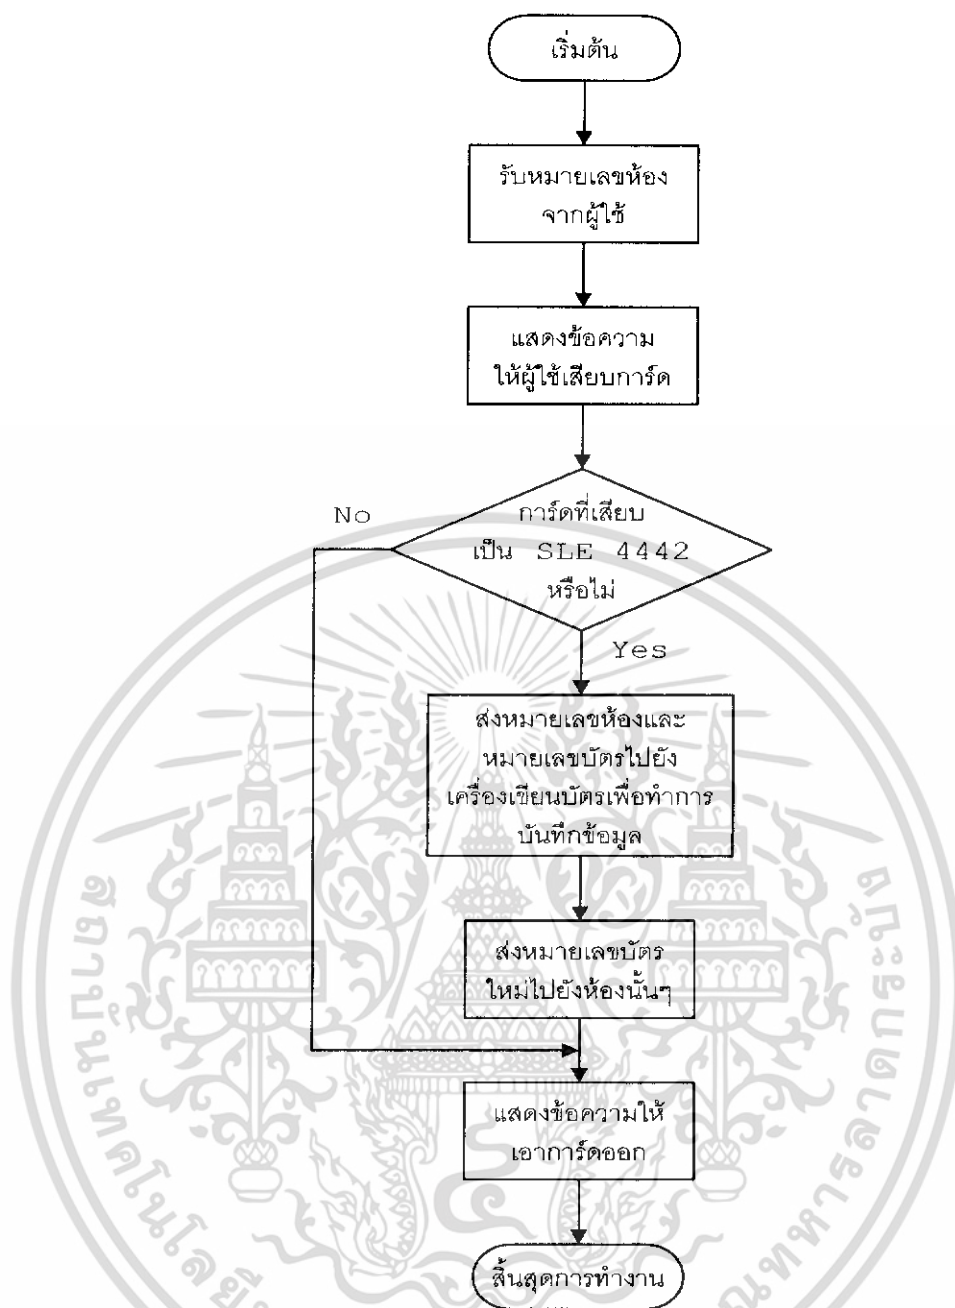 เริ่มต้น
รับหมายเลขห้อง
จากผู้ใช้
แสดงข้อความ
ให้ผู้ใช้เสียบการ์ด
การ์ดที่เสียบ
เป็น SLE 4442
หรือไม่
No
Yes
ส่งหมายเลขห้องและ
หมายเลขบัตรไปยัง
เครื่องเขียนบัตรเพื่อทำการ
บันทึกข้อมูล
ส่งหมายเลขบัตร
ใหม่ไปยังห้องนั้นๆ
แสดงข้อความให้
เอาการ์ดออก
สิ้นสุดการทำงาน